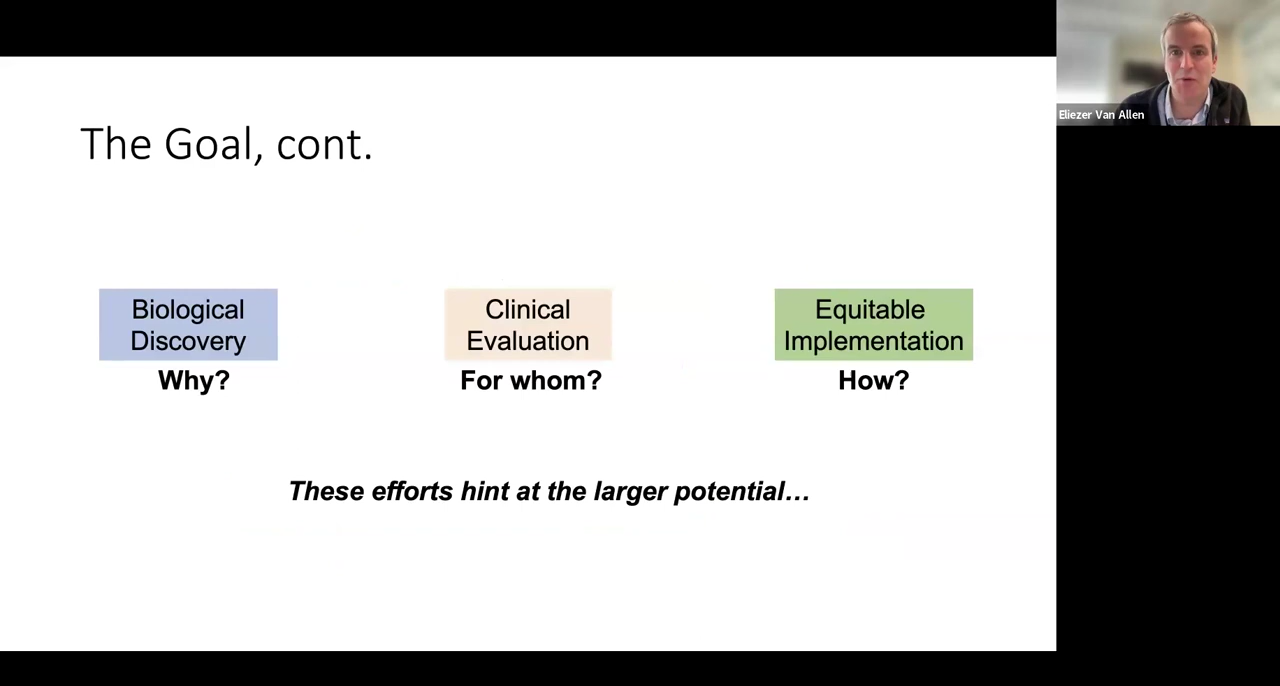 The Goal, cont.
Biological
Discovery
Why?
Clinical
Evaluation
For whom?
Equitable
Implementation
How?
These efforts hint at the larger potential…
Eliezer Van Allen